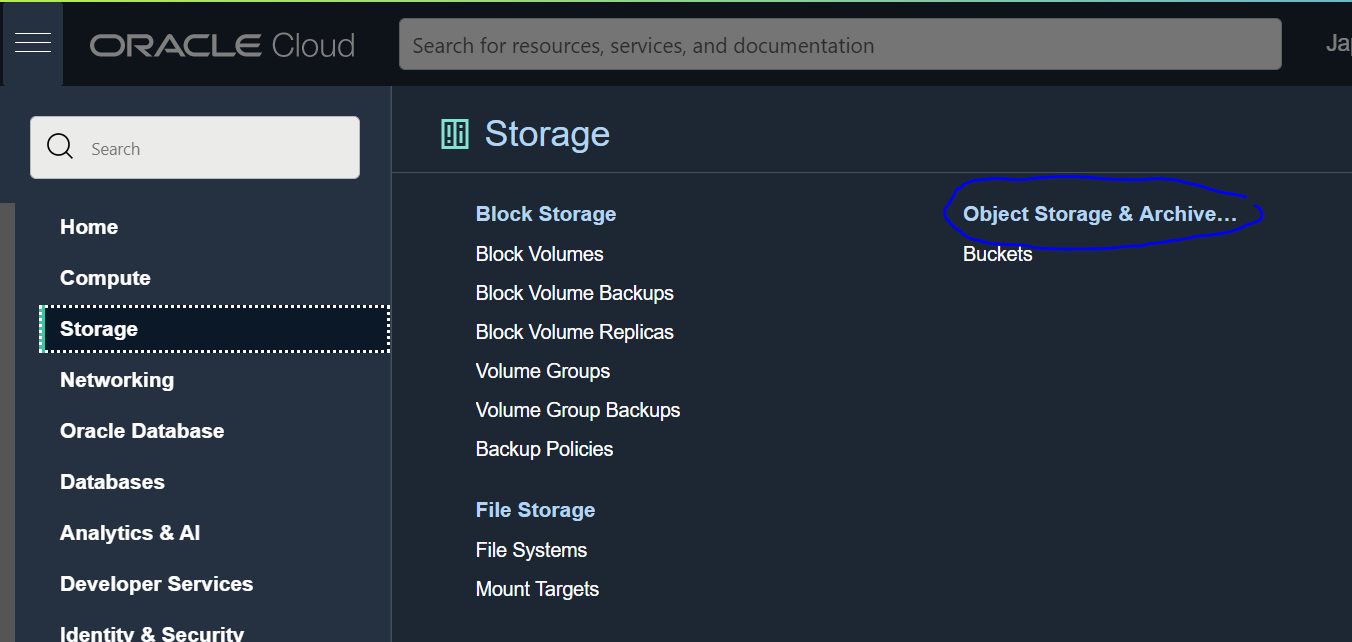 ORACLE Cloud
Search for resources, services, and documentation
Search
Home
Compute
Storage
Networking
Oracle Database
Databases
Analytics & AI
Developer Services
Identity & Security
Storage
Block Storage
Block Volumes
Block Volume Backups
Block Volume Replicas
Volume Groups
Volume Group Backups
Backup Policies
File Storage
File Systems
Mount Targets
Object Storage & Archive...
Buckets